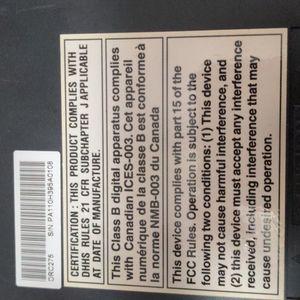 CERTIFICATION : THIS PRODUCT COMPLIES WITH
DHHS RULES 21 CFR SUBCHAPTER J APPLICABLE
AT DATE OF MANUFACTURE.
This Class B digital apparatus complies
with Canadian ICES-003. Cet appareil
numérique de la classe B est conforme à
la norme NMB-003 du Canada
This device complies with part 15 of the
FCC Rules. Operation is subject to the
following two conditions: (1) This device
may not cause harmful interference, and
(2) this device must accept any interference
received, including interference that may
cause undesired operation.
S/N: PA110H395A0108
DRC275